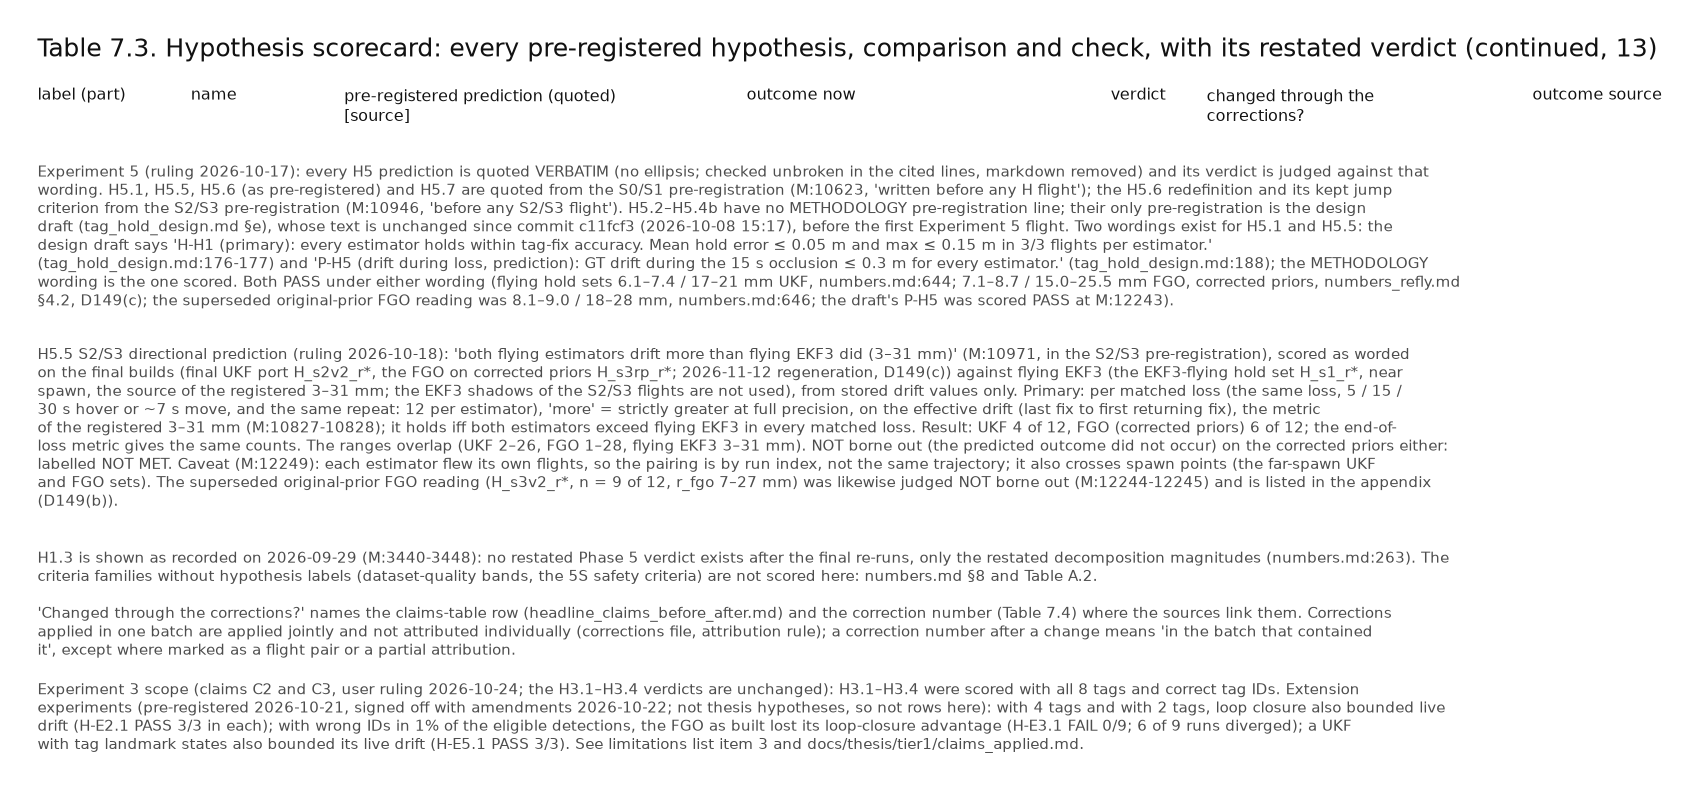 Table 7.3. Hypothesis scorecard: every pre-registered hypothesis, comparison and check, with its restated verdict (continued, 13)
label (part) name pre-registered prediction (quoted) outcome now verdict changed through the outcome source
[source] corrections?
Experiment 5 (ruling 2026-10-17): every H5 prediction is quoted VERBATIM (no ellipsis; checked unbroken in the cited lines, markdown removed) and its verdict is judged against that
wording. H5.1, H5.5, H5.6 (as pre-registered) and H5.7 are quoted from the S0/S1 pre-registration (M:10623, 'written before any H flight'); the H5.6 redefinition and its kept jump
criterion from the S2/S3 pre-registration (M:10946, 'before any S2/S3 flight'). H5.2–H5.4b have no METHODOLOGY pre-registration line; their only pre-registration is the design
draft (tag_hold_design.md §e), whose text is unchanged since commit c11fcf3 (2026-10-08 15:17), before the first Experiment 5 flight. Two wordings exist for H5.1 and H5.5: the
design draft says 'H-H1 (primary): every estimator holds within tag-fix accuracy. Mean hold error ≤ 0.05 m and max ≤ 0.15 m in 3/3 flights per estimator.'
(tag_hold_design.md:176-177) and 'P-H5 (drift during loss, prediction): GT drift during the 15 s occlusion ≤ 0.3 m for every estimator.' (tag_hold_design.md:188); the METHODOLOGY
wording is the one scored. Both PASS under either wording (flying hold sets 6.1–7.4 / 17–21 mm UKF, numbers.md:644; 7.1–8.7 / 15.0–25.5 mm FGO, corrected priors, numbers_refly.md
§4.2, D149(c); the superseded original-prior FGO reading was 8.1–9.0 / 18–28 mm, numbers.md:646; the draft's P-H5 was scored PASS at M:12243).
H5.5 S2/S3 directional prediction (ruling 2026-10-18): 'both flying estimators drift more than flying EKF3 did (3–31 mm)' (M:10971, in the S2/S3 pre-registration), scored as worded
on the final builds (final UKF port H_s2v2_r*, the FGO on corrected priors H_s3rp_r*; 2026-11-12 regeneration, D149(c)) against flying EKF3 (the EKF3-flying hold set H_s1_r*, near
spawn, the source of the registered 3–31 mm; the EKF3 shadows of the S2/S3 flights are not used), from stored drift values only. Primary: per matched loss (the same loss, 5 / 15 /
30 s hover or ~7 s move, and the same repeat: 12 per estimator), 'more' = strictly greater at full precision, on the effective drift (last fix to first returning fix), the metric
of the registered 3–31 mm (M:10827-10828); it holds iff both estimators exceed flying EKF3 in every matched loss. Result: UKF 4 of 12, FGO (corrected priors) 6 of 12; the end-of-
loss metric gives the same counts. The ranges overlap (UKF 2–26, FGO 1–28, flying EKF3 3–31 mm). NOT borne out (the predicted outcome did not occur) on the corrected priors either:
labelled NOT MET. Caveat (M:12249): each estimator flew its own flights, so the pairing is by run index, not the same trajectory; it also crosses spawn points (the far-spawn UKF
and FGO sets). The superseded original-prior FGO reading (H_s3v2_r*, n = 9 of 12, r_fgo 7–27 mm) was likewise judged NOT borne out (M:12244-12245) and is listed in the appendix
(D149(b)).
H1.3 is shown as recorded on 2026-09-29 (M:3440-3448): no restated Phase 5 verdict exists after the final re-runs, only the restated decomposition magnitudes (numbers.md:263). The
criteria families without hypothesis labels (dataset-quality bands, the 5S safety criteria) are not scored here: numbers.md §8 and Table A.2.
'Changed through the corrections?' names the claims-table row (headline_claims_before_after.md) and the correction number (Table 7.4) where the sources link them. Corrections
applied in one batch are applied jointly and not attributed individually (corrections file, attribution rule); a correction number after a change means 'in the batch that contained
it', except where marked as a flight pair or a partial attribution.
Experiment 3 scope (claims C2 and C3, user ruling 2026-10-24; the H3.1–H3.4 verdicts are unchanged): H3.1–H3.4 were scored with all 8 tags and correct tag IDs. Extension
experiments (pre-registered 2026-10-21, signed off with amendments 2026-10-22; not thesis hypotheses, so not rows here): with 4 tags and with 2 tags, loop closure also bounded live
drift (H-E2.1 PASS 3/3 in each); with wrong IDs in 1% of the eligible detections, the FGO as built lost its loop-closure advantage (H-E3.1 FAIL 0/9; 6 of 9 runs diverged); a UKF
with tag landmark states also bounded its live drift (H-E5.1 PASS 3/3). See limitations list item 3 and docs/thesis/tier1/claims_applied.md.